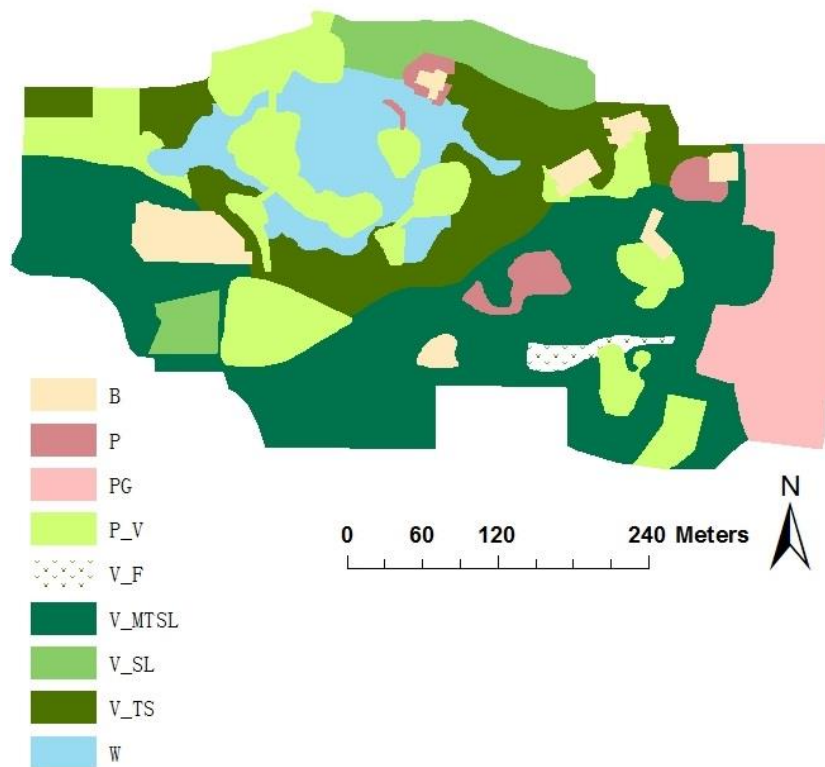 B
P
PG
P_V
V_F
V_MTSL
V_SL
V_TS
W
N
0 60 120 240 Meters